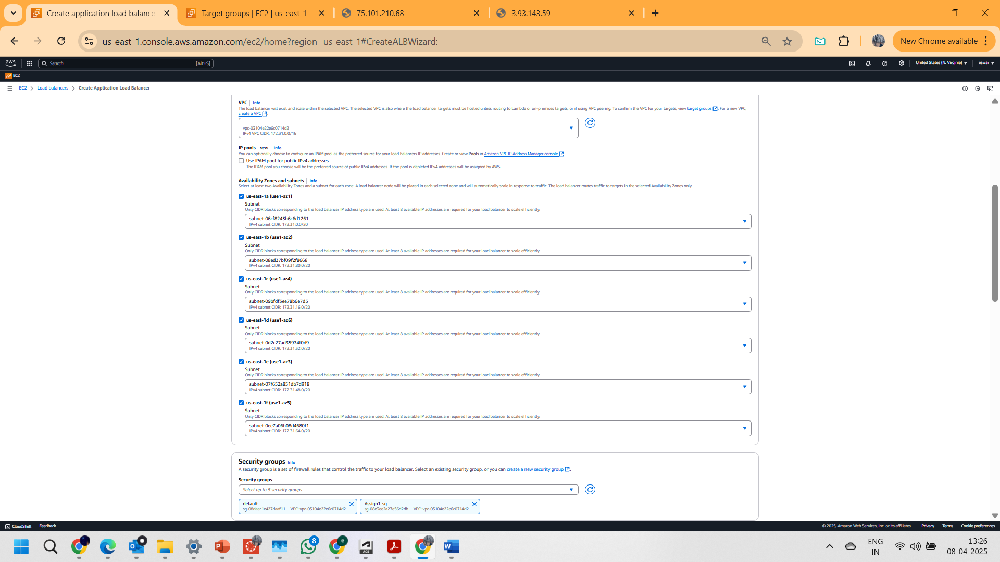 Create application load balance
Target groups | EC2 | us-east-1
75.101.210.68
3.93.143.59
us-east-1.console.aws.amazon.com/ec2/home?region=us-east-1#CreateALBWizard:
New Chrome available
aws
Search
[Alt+S]
United States (N. Virginia)
eswar
EC2
EC2 > Load balancers > Create Application Load Balancer
VPC | Info
The load balancer will exist and scale within the selected VPC. The selected VPC is also where the load balancer targets must be hosted unless routing to Lambda or on-premises targets, or if using VPC peering. To confirm the VPC for your targets, view target groups. For a new VPC,
create a VPC.
-
vpc-03104e22e6c0714d2
IPv4 VPC CIDR: 172.31.0.0/16
IP pools - new | Info
You can optionally choose to configure an IPAM pool as the preferred source for your load balancers IP addresses. Create or view Pools in Amazon VPC IP Address Manager console.
Use IPAM pool for public IPv4 addresses
The IPAM pool you choose will be the preferred source of public IPv4 addresses. If the pool is depleted IPv4 addresses will be assigned by AWS.
Availability Zones and subnets | Info
Select at least two Availability Zones and a subnet for each zone. A load balancer node will be placed in each selected zone and will automatically scale in response to traffic. The load balancer routes traffic to targets in the selected Availability Zones only.
us-east-1a (use1-az1)
Subnet
Only CIDR blocks corresponding to the load balancer IP address type are used. At least 8 available IP addresses are required for your load balancer to scale efficiently.
subnet-06cf8243b6c6d1261
IPv4 subnet CIDR: 172.31.0.0/20
us-east-1b (use1-az2)
Subnet
Only CIDR blocks corresponding to the load balancer IP address type are used. At least 8 available IP addresses are required for your load balancer to scale efficiently.
subnet-08ed37bf09f2f8668
IPv4 subnet CIDR: 172.31.80.0/20
us-east-1c (use1-az4)
Subnet
Only CIDR blocks corresponding to the load balancer IP address type are used. At least 8 available IP addresses are required for your load balancer to scale efficiently.
subnet-09bfdf3ee78b6e7d5
IPv4 subnet CIDR: 172.31.16.0/20
us-east-1d (use1-az6)
Subnet
Only CIDR blocks corresponding to the load balancer IP address type are used. At least 8 available IP addresses are required for your load balancer to scale efficiently.
subnet-0d2c27ad35974f0d9
IPv4 subnet CIDR: 172.31.32.0/20
us-east-1e (use1-az3)
Subnet
Only CIDR blocks corresponding to the load balancer IP address type are used. At least 8 available IP addresses are required for your load balancer to scale efficiently.
subnet-07f652a851db7d918
IPv4 subnet CIDR: 172.31.48.0/20
us-east-1f (use1-az5)
Subnet
Only CIDR blocks corresponding to the load balancer IP address type are used. At least 8 available IP addresses are required for your load balancer to scale efficiently.
subnet-0ee7a06b08d4680f1
IPv4 subnet CIDR: 172.31.64.0/20
Security groups Info
A security group is a set of firewall rules that control the traffic to your load balancer. Select an existing security group, or you can create a new security group.
Security groups
Select up to 5 security groups
default
sg-08daec1e427daaf11 VPC: vpc-03104e22e6c0714d2
Assign1-sg
sg-08e3ee2a27e56d2db VPC: vpc-03104e22e6c0714d2
CloudShell
Feedback
© 2025, Amazon Web Services, Inc. or its affiliates.
Privacy
Terms
Cookie preferences
8
e
ACS
ENG
IN
13:26
08-04-2025